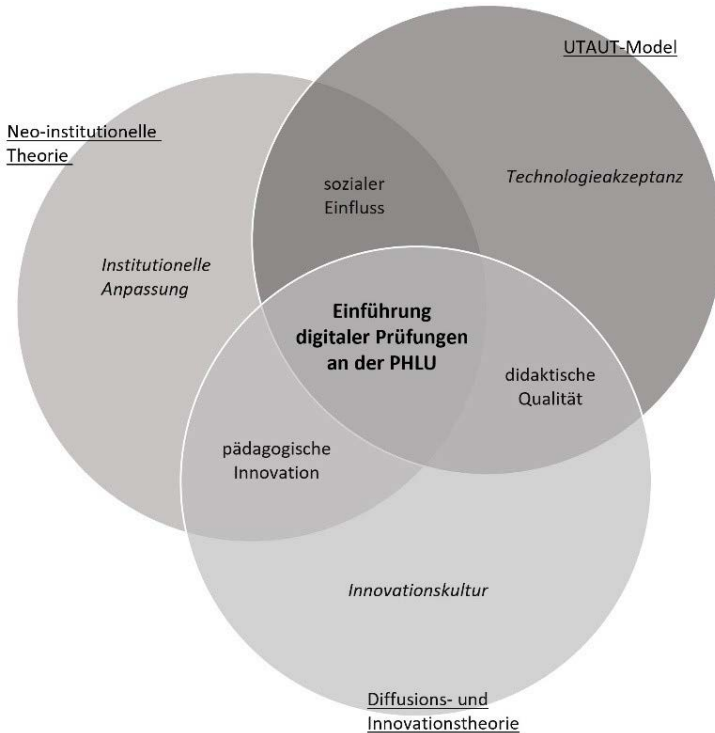 UTAUT-Model
Neo-institutionelle
Theorie
Technologieakzeptanz
sozialer
Einfluss
Institutionelle
Anpassung
Einführung
digitaler Prüfungen
an der PHLU
didaktische
Qualität
pädagogische
Innovation
Innovationskultur
Diffusions- und
Innovationstheorie